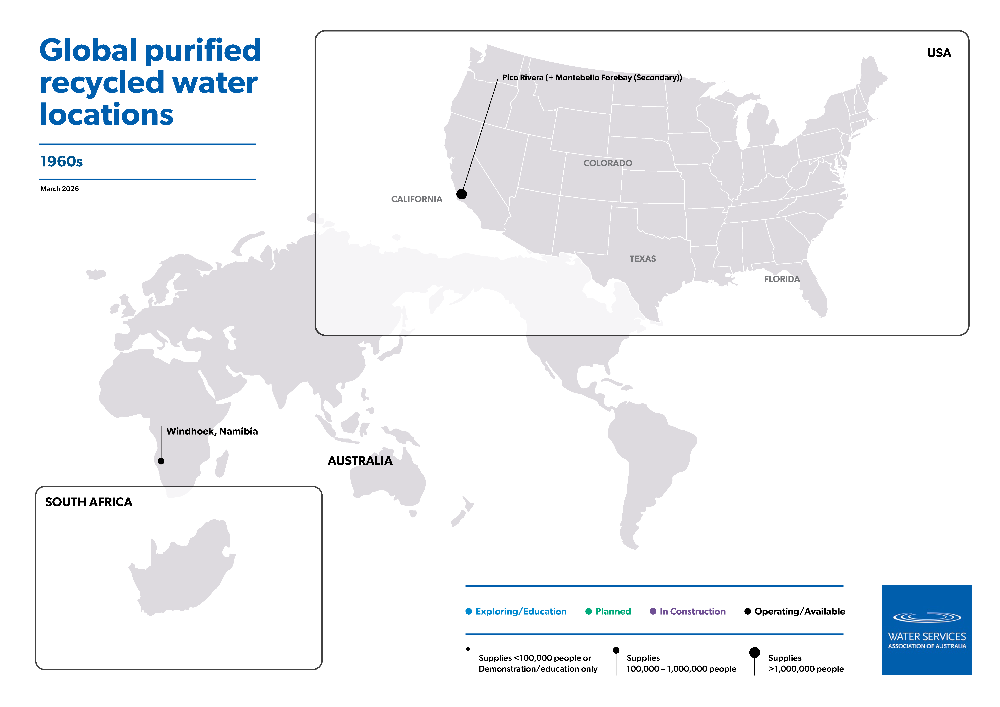 Global purified
recycled water
locations
1960s
March 2026
USA
Pico Rivera (+ Montebello Forebay (Secondary))
COLORADO
CALIFORNIA
TEXAS
FLORIDA
Windhoek, Namibia
AUSTRALIA
SOUTH AFRICA
Exploring/Education
Planned
In Construction
Operating/Available
Supplies <100,000 people or
Demonstration/education only
Supplies
100,000 – 1,000,000 people
Supplies
>1,000,000 people
WATER SERVICES
ASSOCIATION OF AUSTRALIA